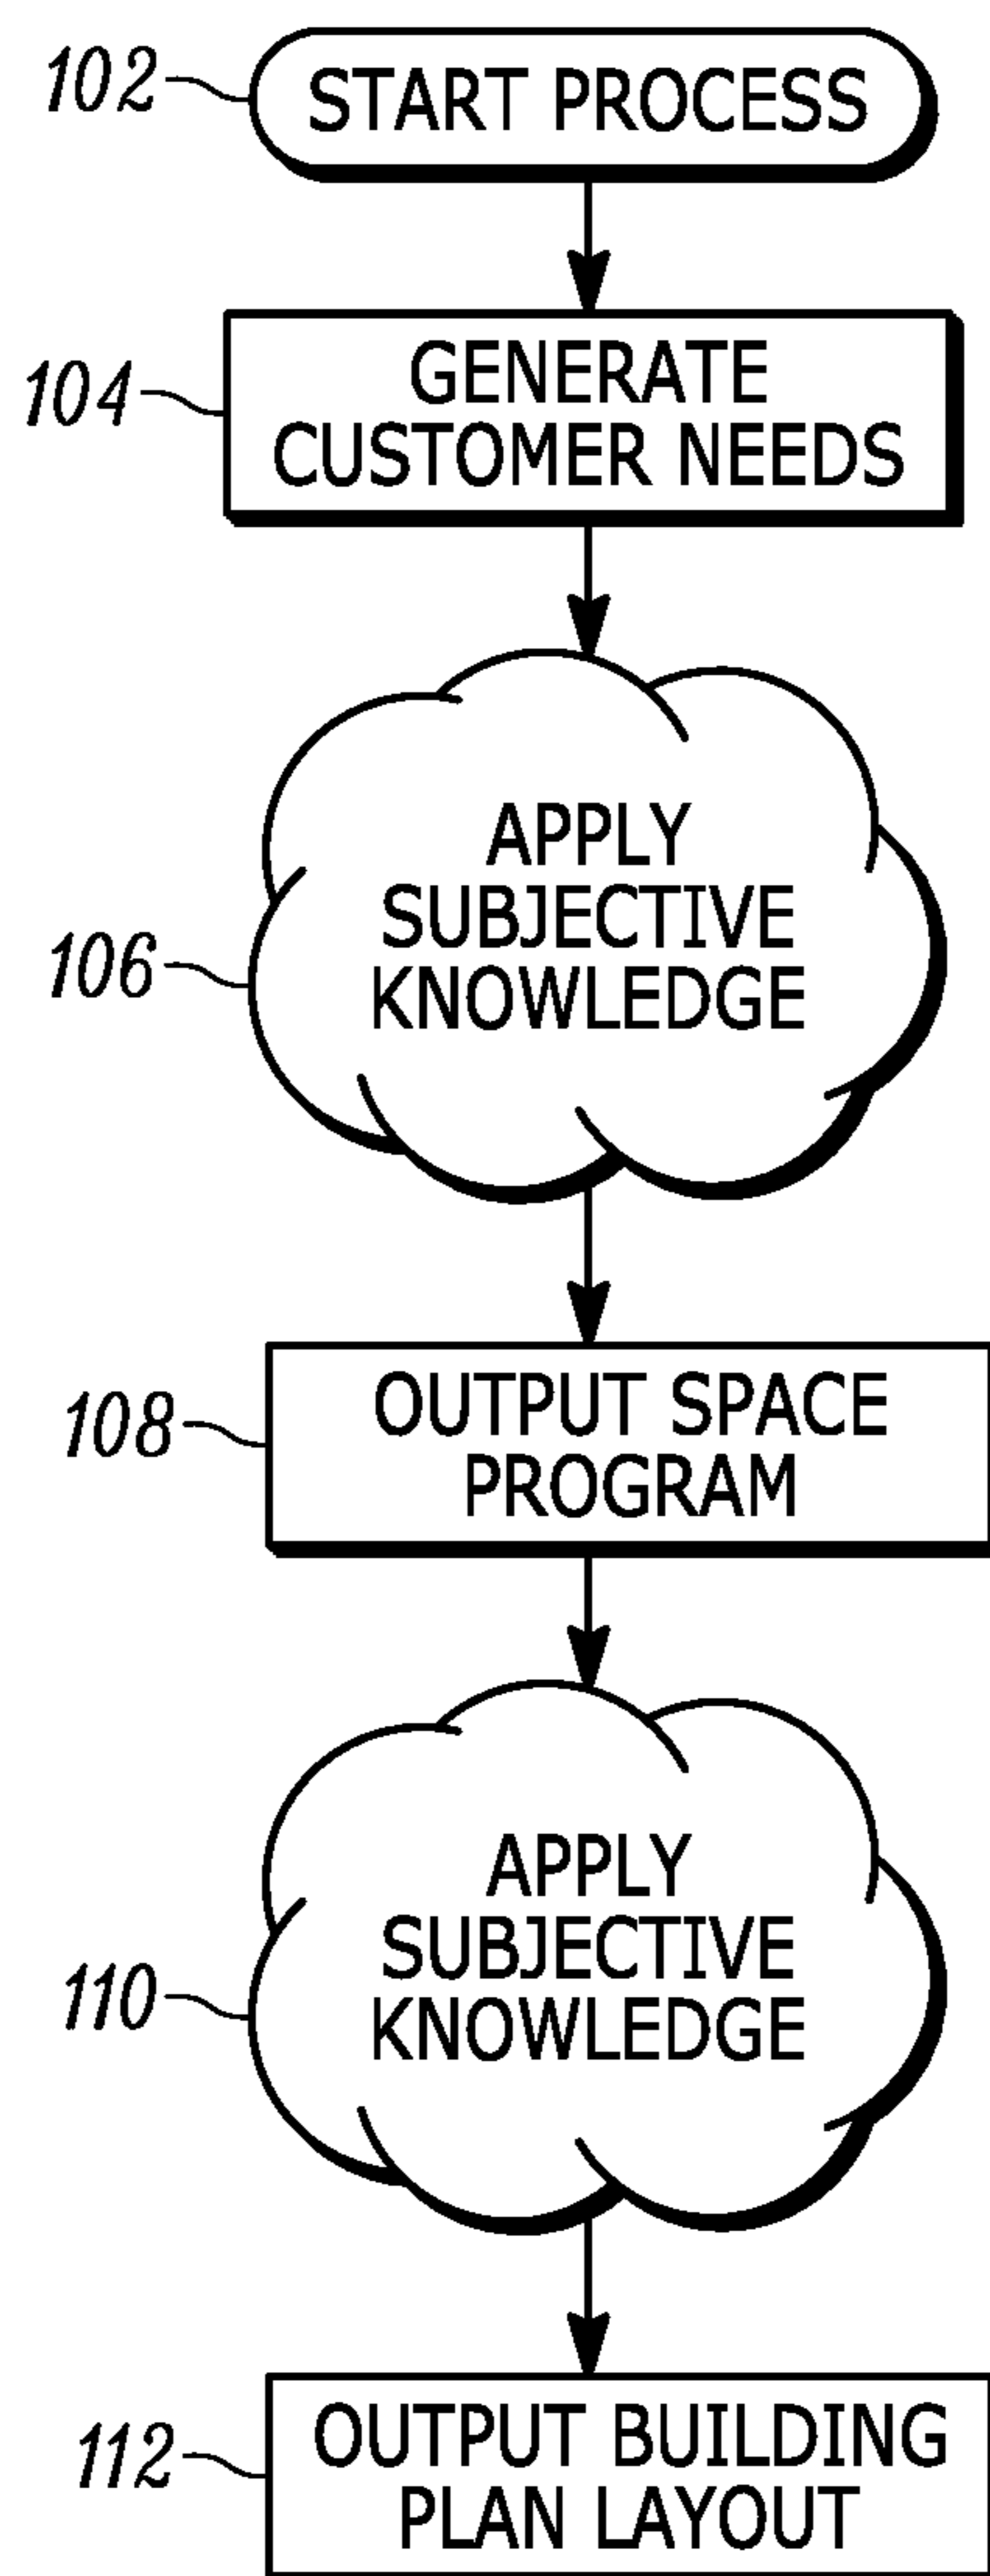 102
START PROCESS
104
GENERATE
CUSTOMER NEEDS
106
APPLY
SUBJECTIVE
KNOWLEDGE
108
OUTPUT SPACE
PROGRAM
110
APPLY
SUBJECTIVE
KNOWLEDGE
112
OUTPUT BUILDING
PLAN LAYOUT